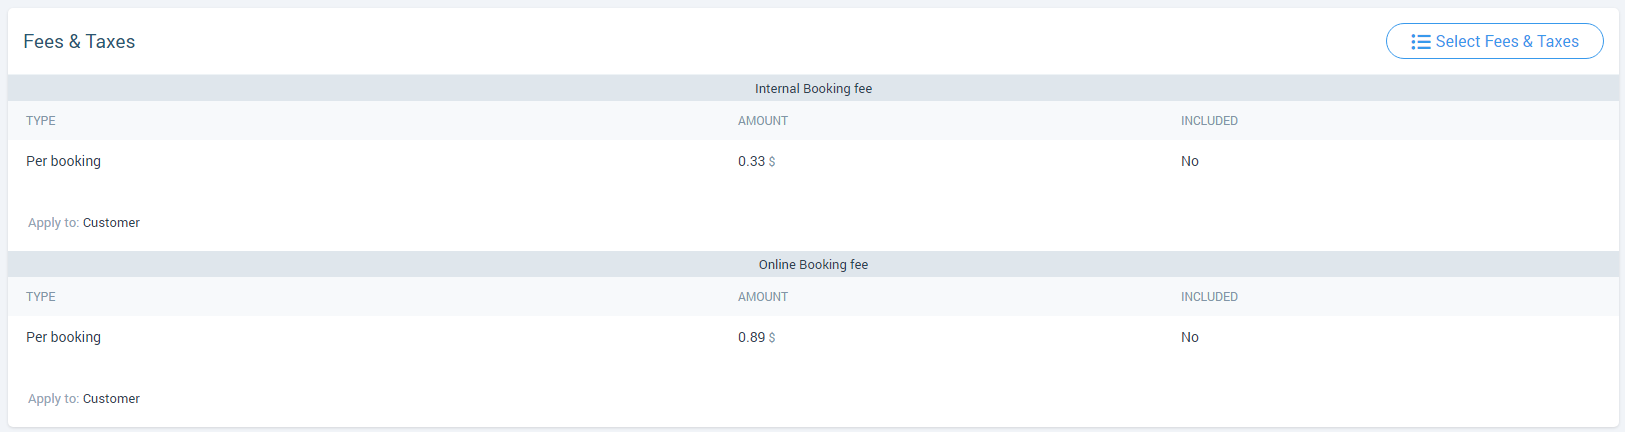 Fees & Taxes
Select Fees & Taxes
Internal Booking fee
TYPE AMOUNT INCLUDED
Per booking 0.33 $ No
Apply to: Customer
Online Booking fee
TYPE AMOUNT INCLUDED
Per booking 0.89 $ No
Apply to: Customer